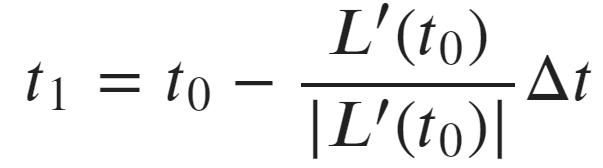 t₁ = t₀ − L′(t₀) / |L′(t₀)| Δt